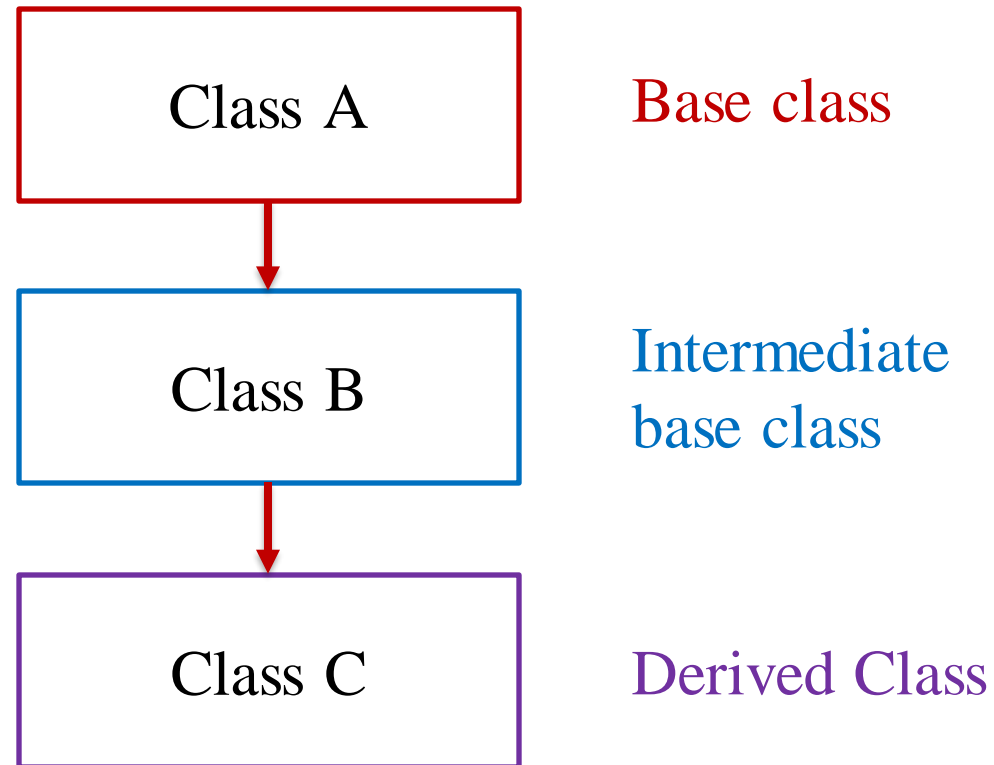 Class A
Base class
Class B
Intermediate
base class
Class C
Derived Class